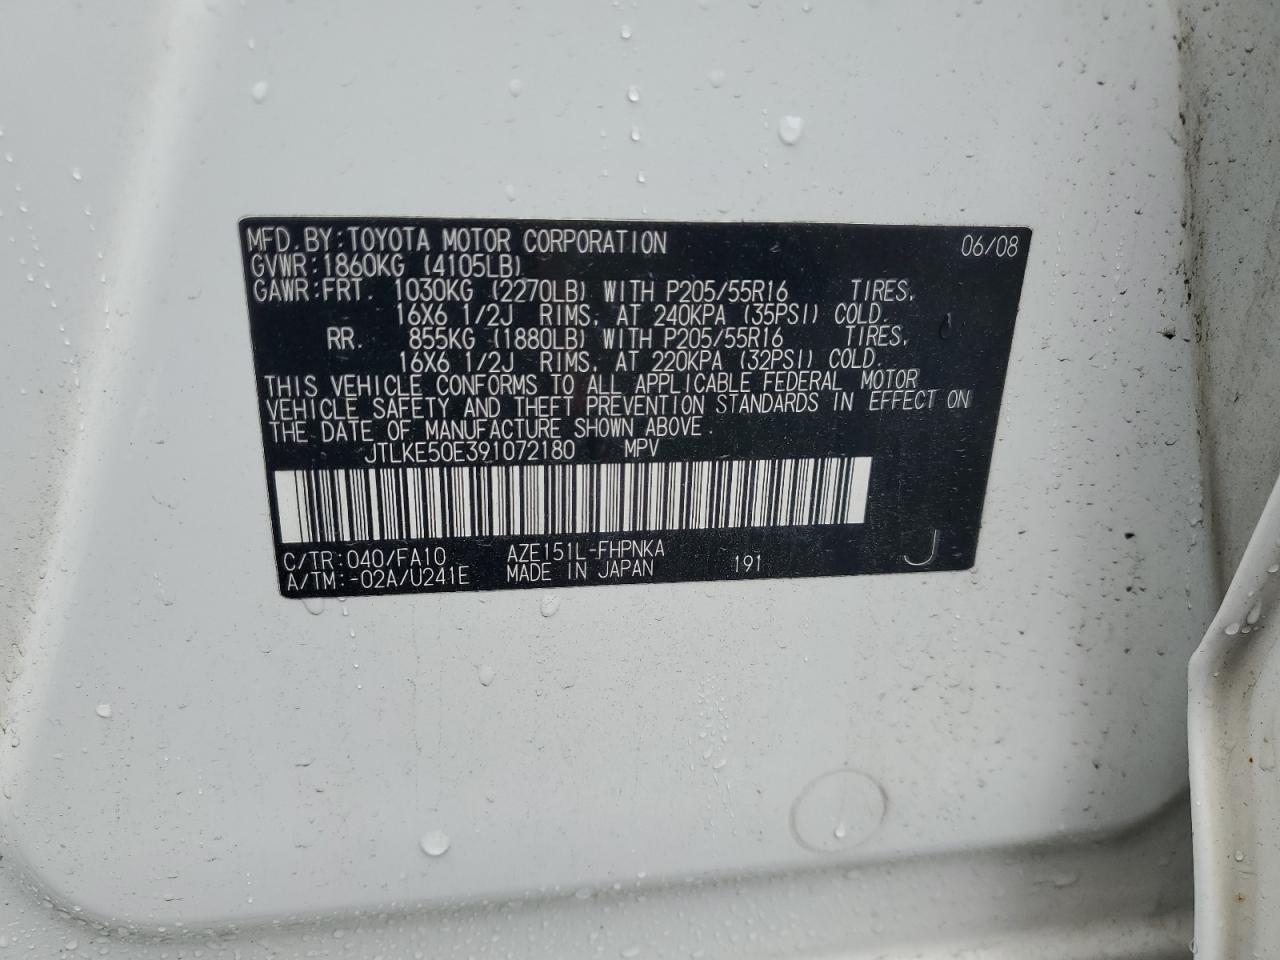 MFD. BY: TOYOTA MOTOR CORPORATION 06/08
GVWR: 1860KG (4105LB)
GAWR: FRT. 1030KG (2270LB) WITH P205/55R16 TIRES,
16X6 1/2J RIMS, AT 240KPA (35PSI) COLD.
RR. 855KG (1880LB) WITH P205/55R16 TIRES,
16X6 1/2J RIMS, AT 220KPA (32PSI) COLD.
THIS VEHICLE CONFORMS TO ALL APPLICABLE FEDERAL MOTOR
VEHICLE SAFETY AND THEFT PREVENTION STANDARDS IN EFFECT ON
THE DATE OF MANUFACTURE SHOWN ABOVE.
JTLKE50E391072180 MPV
C/TR: 040/FA10 AZE151L-FHPNKA
A/TM: -02A/U241E MADE IN JAPAN 191 J